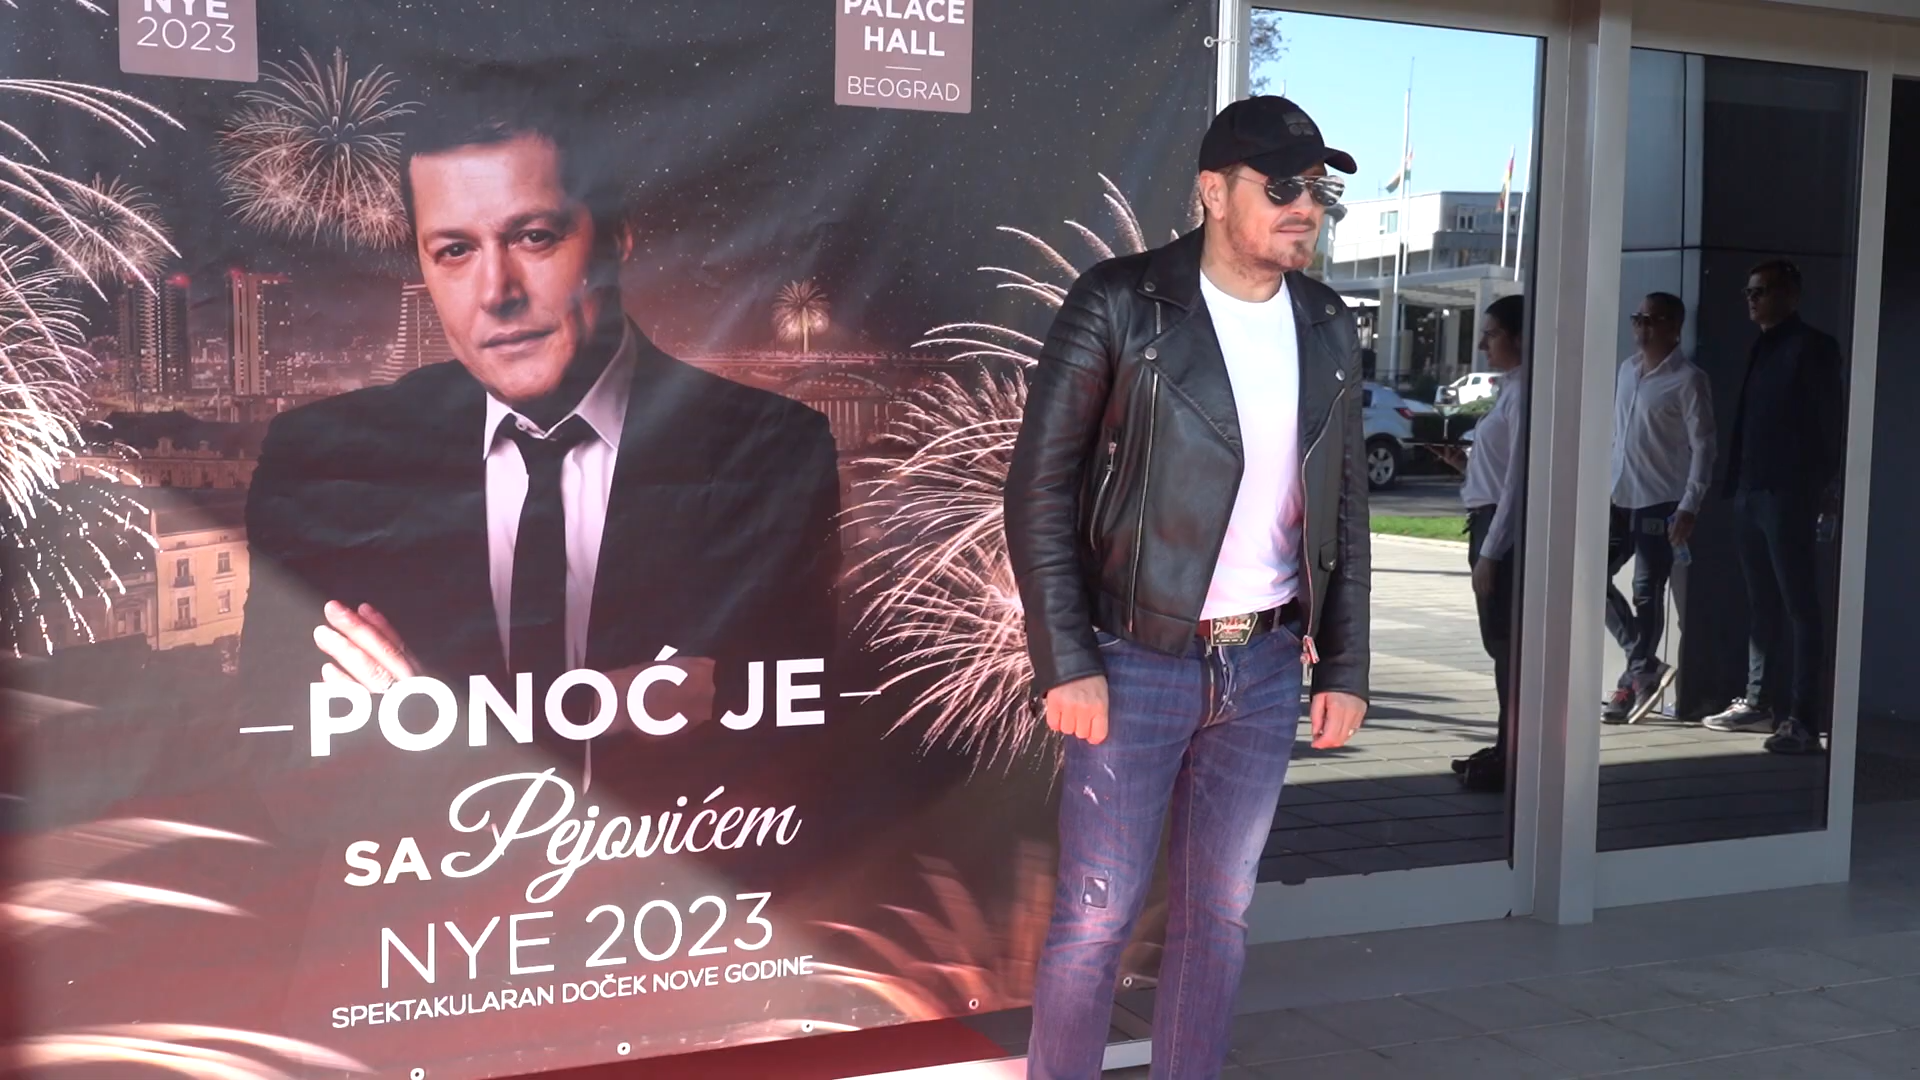 NYE
2023
PALACE
HALL
BEOGRAD
PONOĆ JE
SA Pejovićem
NYE 2023
SPEKTAKULARAN DOČEK NOVE GODINE